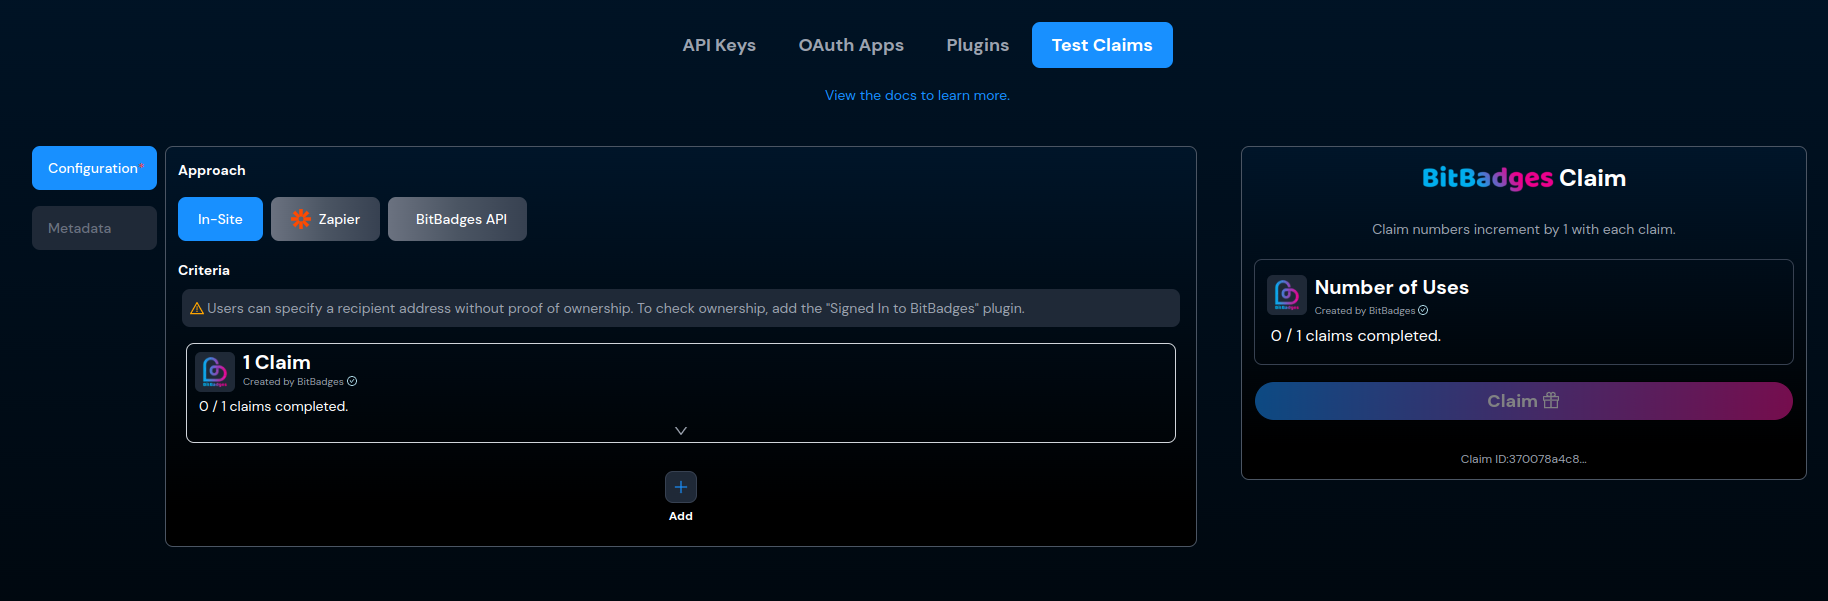 API Keys OAuth Apps Plugins Test Claims
View the docs to learn more.
Configuration*
Metadata
Approach
In-Site Zapier BitBadges API
Criteria
Users can specify a recipient address without proof of ownership. To check ownership, add the "Signed In to BitBadges" plugin.
BitBadges
1 Claim
Created by BitBadges
0 / 1 claims completed.
Add
BitBadges Claim
Claim numbers increment by 1 with each claim.
BitBadges
Number of Uses
Created by BitBadges
0 / 1 claims completed.
Claim
Claim ID:370078a4c8...